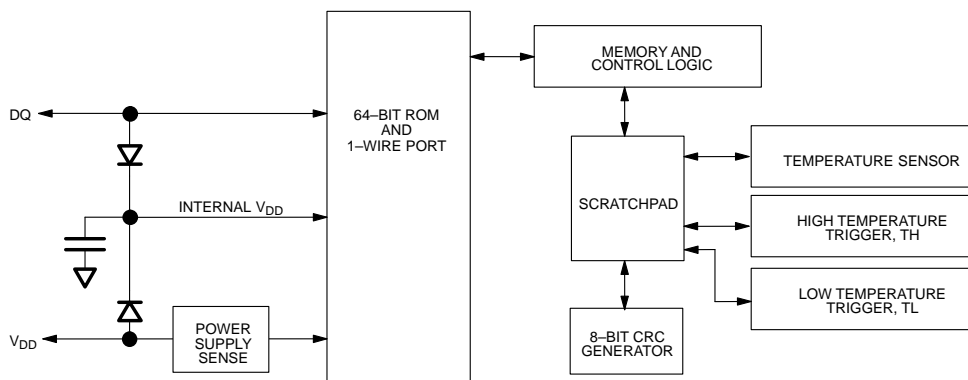 DQ
INTERNAL VDD
VDD
POWER
SUPPLY
SENSE
64–BIT ROM
AND
1–WIRE PORT
MEMORY AND
CONTROL LOGIC
SCRATCHPAD
8–BIT CRC
GENERATOR
TEMPERATURE SENSOR
HIGH TEMPERATURE
TRIGGER, TH
LOW TEMPERATURE
TRIGGER, TL